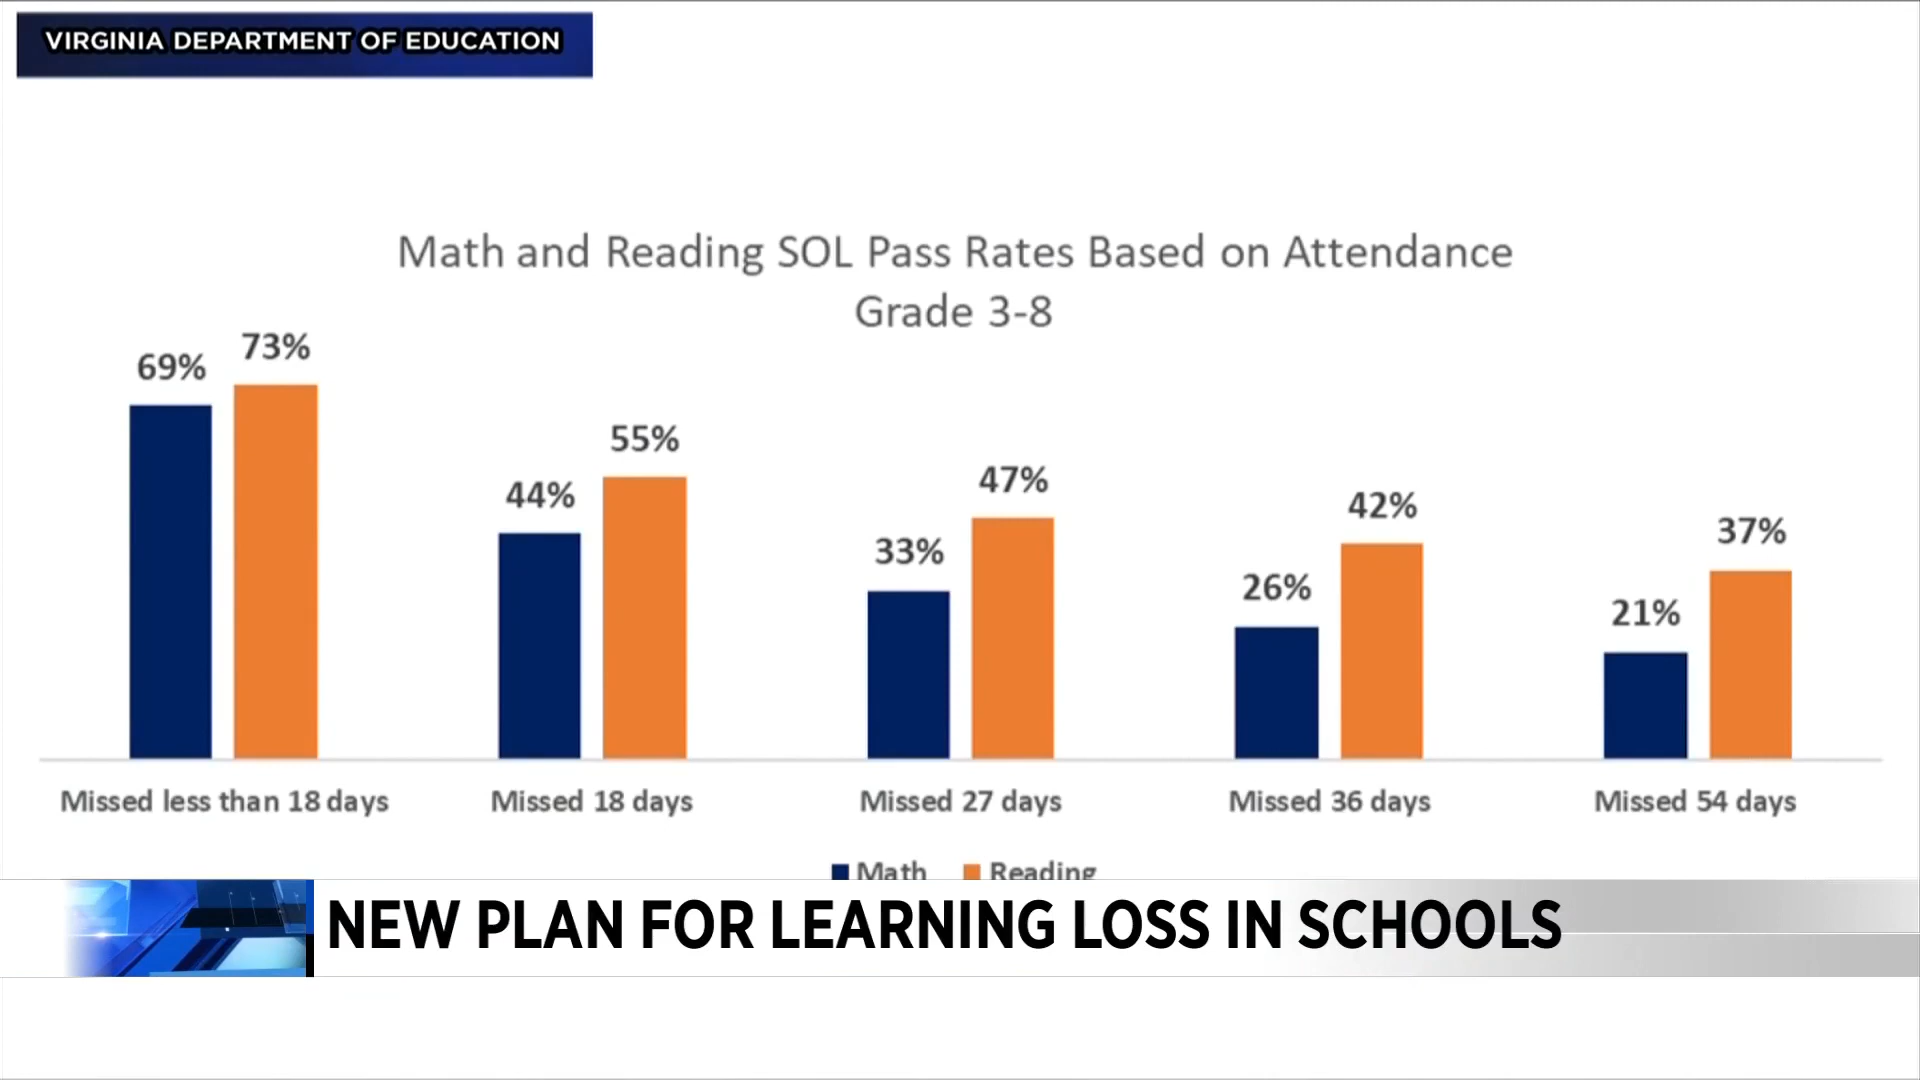 VIRGINIA DEPARTMENT OF EDUCATION
Math and Reading SOL Pass Rates Based on Attendance
Grade 3-8
69% 73%
44% 55%
33% 47%
26% 42%
21% 37%
Missed less than 18 days Missed 18 days Missed 27 days Missed 36 days Missed 54 days
Math Reading
NEW PLAN FOR LEARNING LOSS IN SCHOOLS